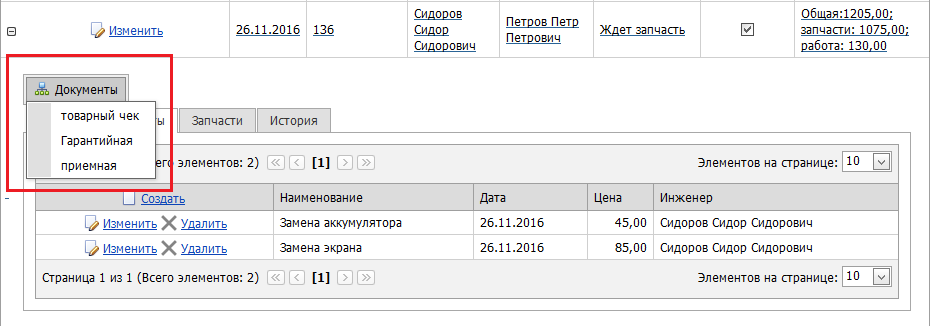 Изменить 26.11.2016 136 Сидоров Сидор Сидорович Петров Петр Петрович Ждет запчасть Общая:1205,00; запчасти: 1075,00; работа: 130,00
Документы
товарный чек
Гарантийная
приемная
ты Запчасти История
его элементов: 2) [1] Элементов на странице: 10
Создать Наименование Дата Цена Инженер
Изменить Удалить Замена аккумулятора 26.11.2016 45,00 Сидоров Сидор Сидорович
Изменить Удалить Замена экрана 26.11.2016 85,00 Сидоров Сидор Сидорович
Страница 1 из 1 (Всего элементов: 2) [1] Элементов на странице: 10